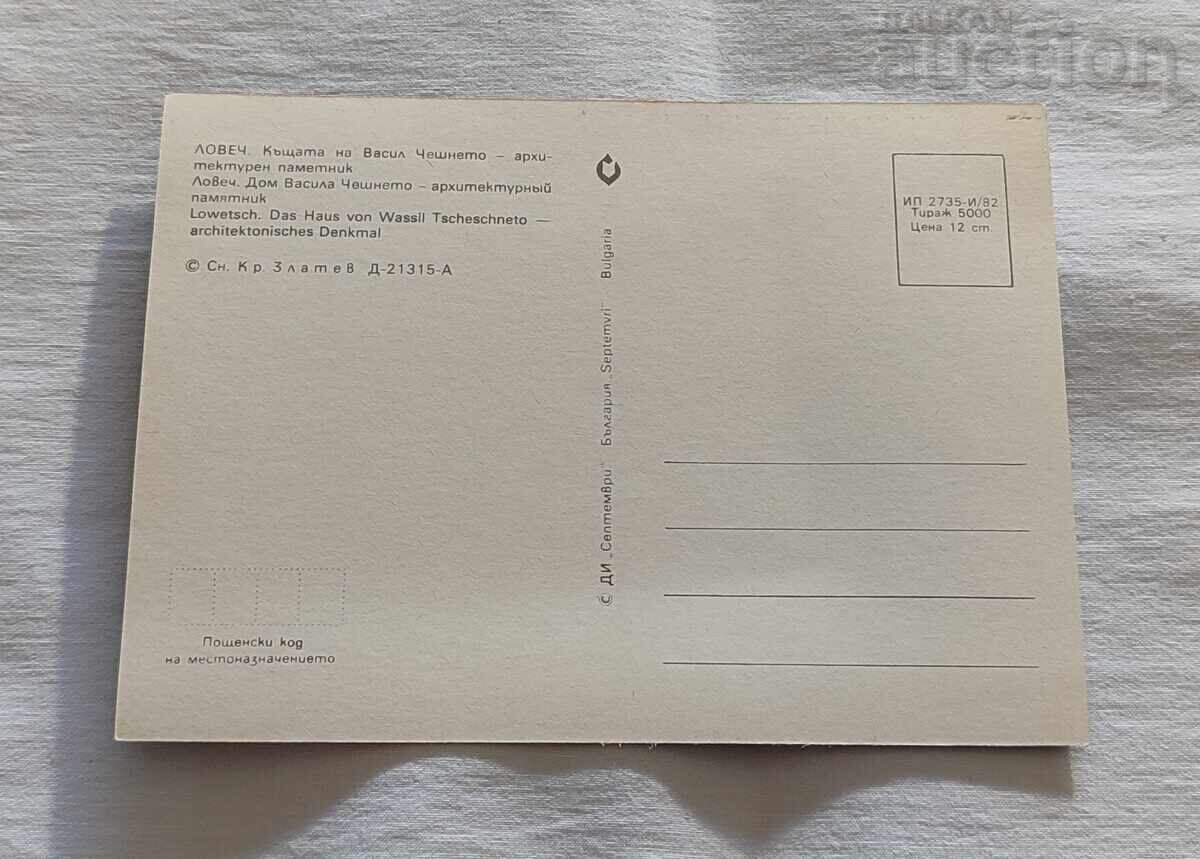 BALKAN
auction
ЛОВЕЧ. Къщата на Васил Чешнето – архи-
тектурен паметник
Ловеч. Дом Васила Чешнето – архитектурный
памятник
Lowetsch. Das Haus von Wassil Tscheschneto —
architektonisches Denkmal
© Сн. Кр. Златев Д-21315-А
Пощенски код
на местоназначението
© ДИ „Септември" България „Septemvri" Bulgaria
ИП 2735-И/82
Тираж 5000
Цена 12 ст.